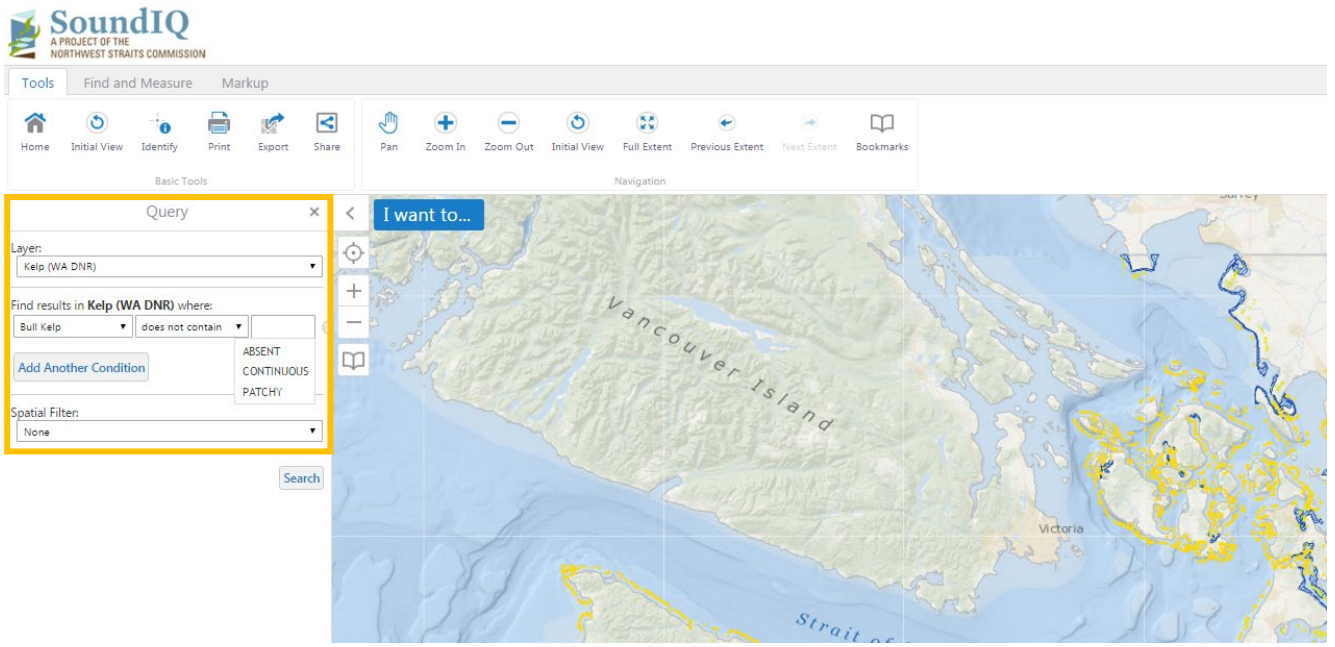 SoundIQ
A PROJECT OF THE
NORTHWEST STRAITS COMMISSION
Tools Find and Measure Markup
Home Initial View Identify Print Export Share
Basic Tools
Pan Zoom In Zoom Out Initial View Full Extent Previous Extent Next Extent Bookmarks
Navigation
Query
Layer:
Kelp (WA DNR)
Find results in Kelp (WA DNR) where:
Bull Kelp does not contain
ABSENT
CONTINUOUS
PATCHY
Add Another Condition
Spatial Filter:
None
Search
I want to...
Surrey
Vancouver Island
Victoria
Strait of